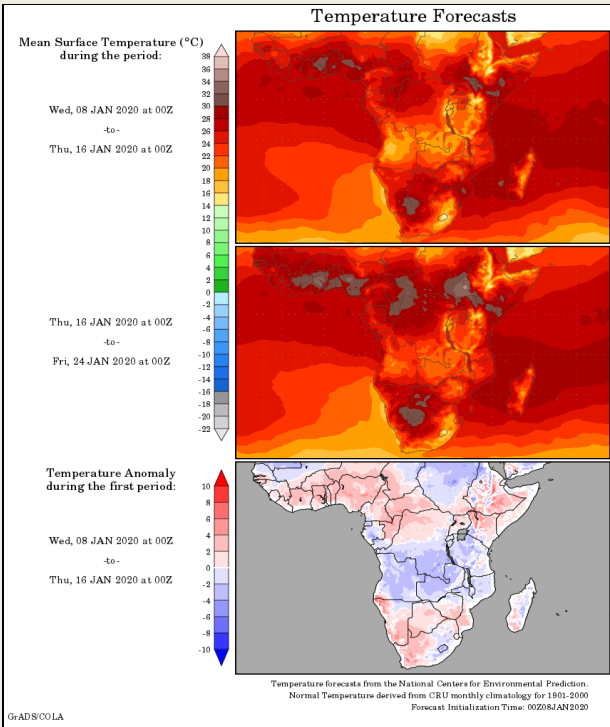 Temperature Forecasts
Mean Surface Temperature (°C)
during the period:
Wed, 08 JAN 2020 at 00Z
-to-
Thu, 16 JAN 2020 at 00Z
38
36
34
32
30
28
26
24
22
20
18
16
14
12
10
8
6
4
2
0
-2
-4
-6
-8
-10
-12
-14
-16
-18
-20
-22
Thu, 16 JAN 2020 at 00Z
-to-
Fri, 24 JAN 2020 at 00Z
Temperature Anomaly
during the first period:
Wed, 08 JAN 2020 at 00Z
-to-
Thu, 16 JAN 2020 at 00Z
10
8
6
4
2
0
-2
-4
-6
-8
-10
Temperature forecasts from the National Centers for Environmental Prediction.
Normal Temperature derived from CRU monthly climatology for 1901-2000
Forecast Initialization Time: 00Z08JAN2020
GrADS/COLA